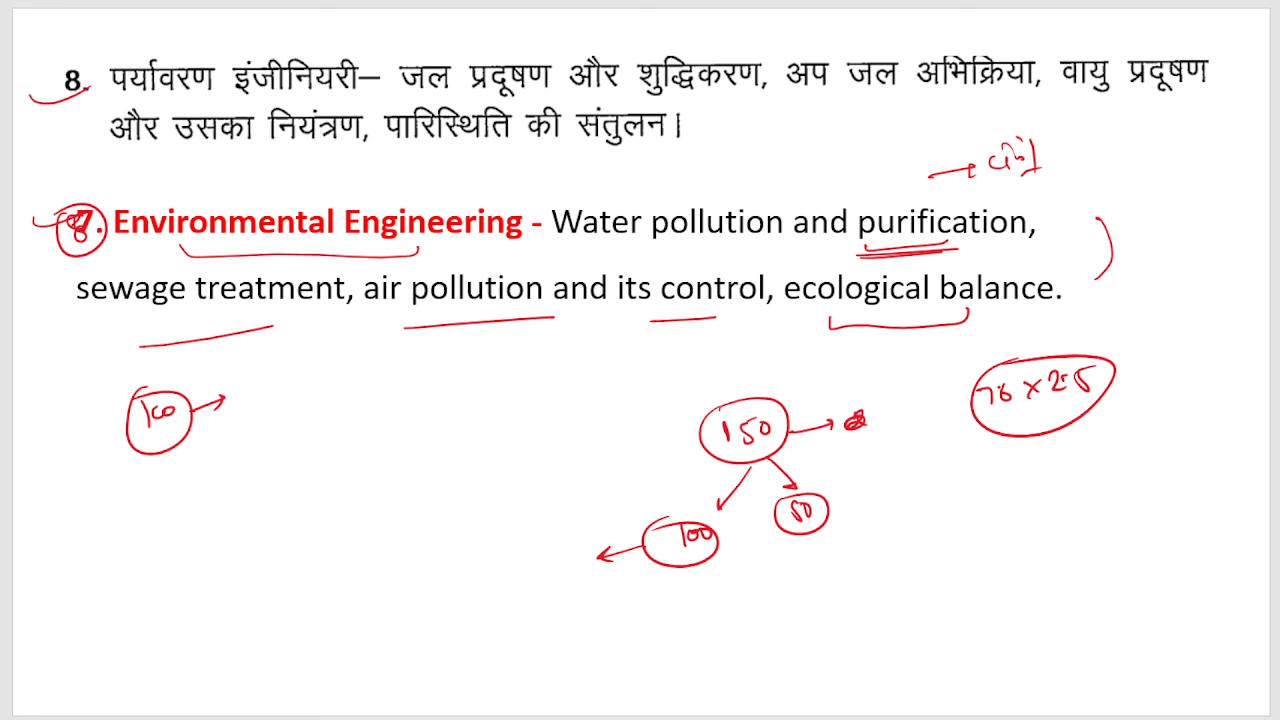 8. पर्यावरण इंजीनियरी– जल प्रदूषण और शुद्धिकरण, अप जल अभिक्रिया, वायु प्रदूषण
और उसका नियंत्रण, पारिस्थिति की संतुलन।
8
7. Environmental Engineering - Water pollution and purification,
sewage treatment, air pollution and its control, ecological balance.
100
150
100
50